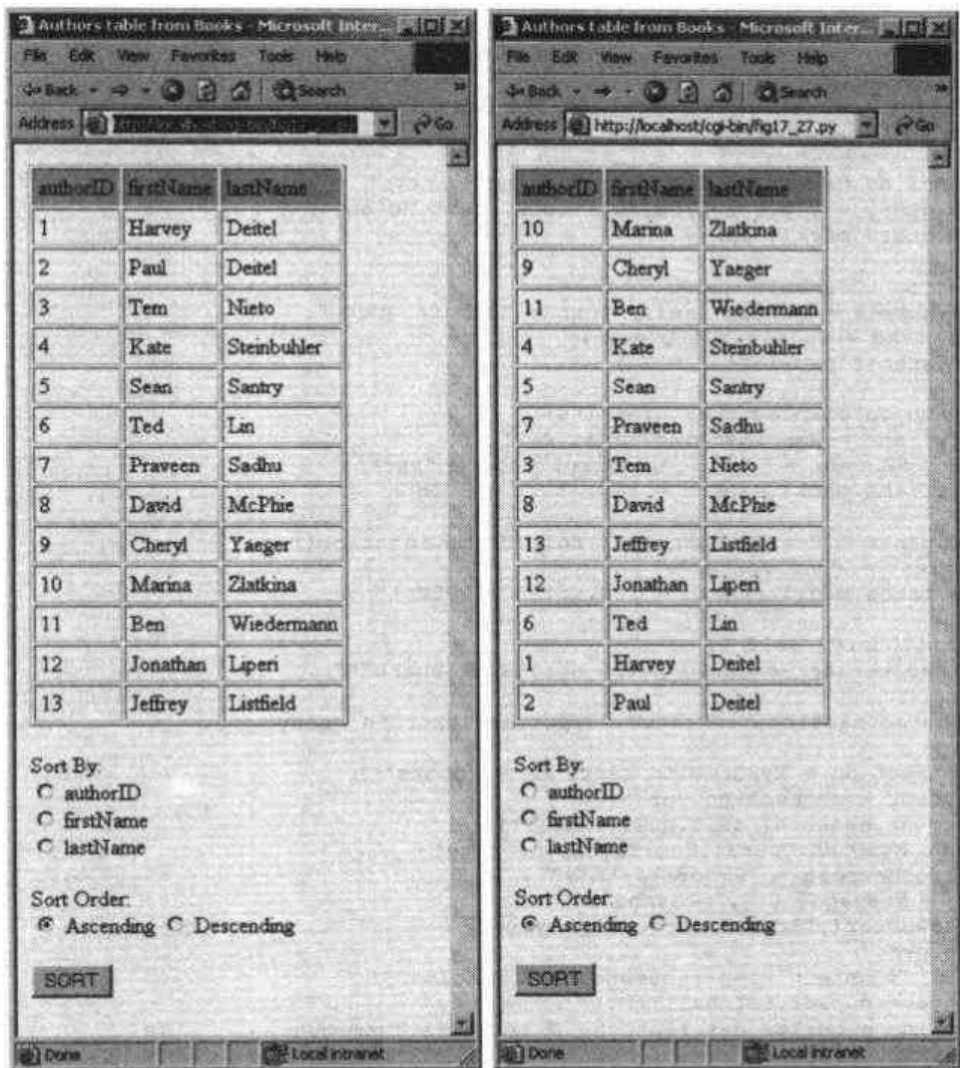 Authors table from Books - Microsoft Inter...
File Edit View Favorites Tools Help
Back Search
Address Go
authorID firstName lastName
1 Harvey Deitel
2 Paul Deitel
3 Tem Nieto
4 Kate Steinbuhler
5 Sean Santry
6 Ted Lin
7 Praveen Sadhu
8 David McPhie
9 Cheryl Yaeger
10 Marina Zlatkina
11 Ben Wiedermann
12 Jonathan Liperi
13 Jeffrey Listfield
Sort By:
authorID
firstName
lastName
Sort Order:
Ascending Descending
SORT
Done Local intranet
Authors table from Books - Microsoft Inter...
File Edit View Favorites Tools Help
Back Search
Address http://localhost/cgi-bin/fig17_27.py Go
authorID firstName lastName
10 Marina Zlatkina
9 Cheryl Yaeger
11 Ben Wiedermann
4 Kate Steinbuhler
5 Sean Santry
7 Praveen Sadhu
3 Tem Nieto
8 David McPhie
13 Jeffrey Listfield
12 Jonathan Liperi
6 Ted Lin
1 Harvey Deitel
2 Paul Deitel
Sort By:
authorID
firstName
lastName
Sort Order:
Ascending Descending
SORT
Done Local intranet